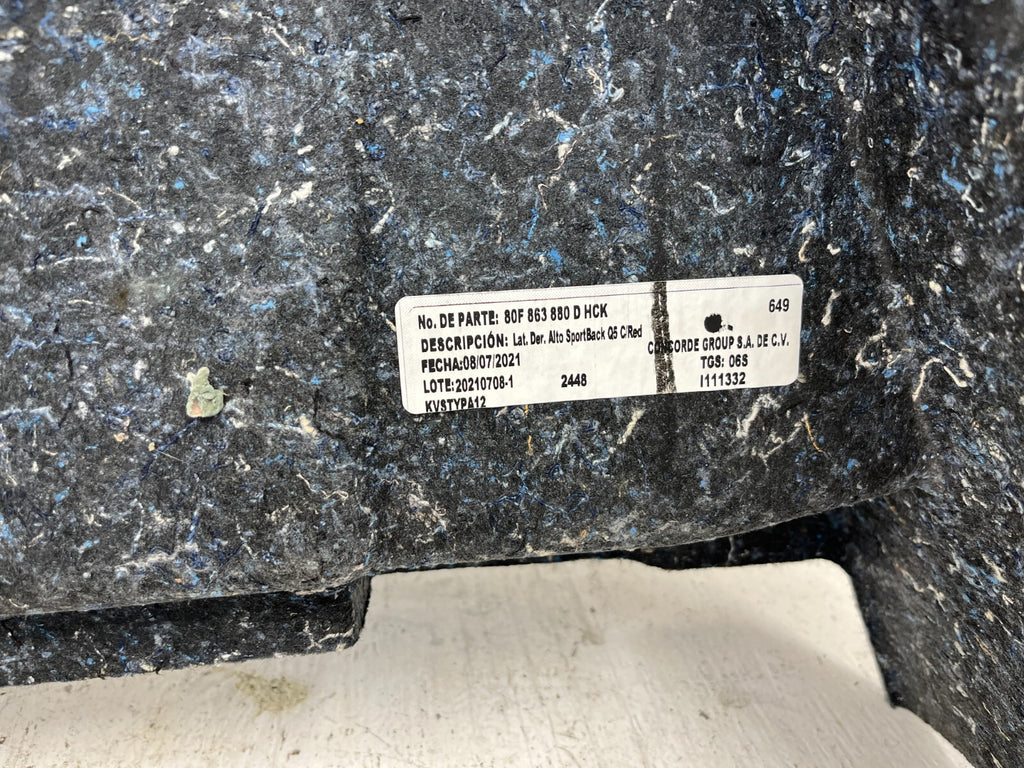 No. DE PARTE: 80F 863 880 D HCK 649
DESCRIPCIÓN: Lat. Der. Alto SportBack Q5 C/Red
CONCORDE GROUP S.A. DE C.V.
FECHA:08/07/2021 TGS: 06S
LOTE:20210708-1 2448 I111332
KVSTYPA12